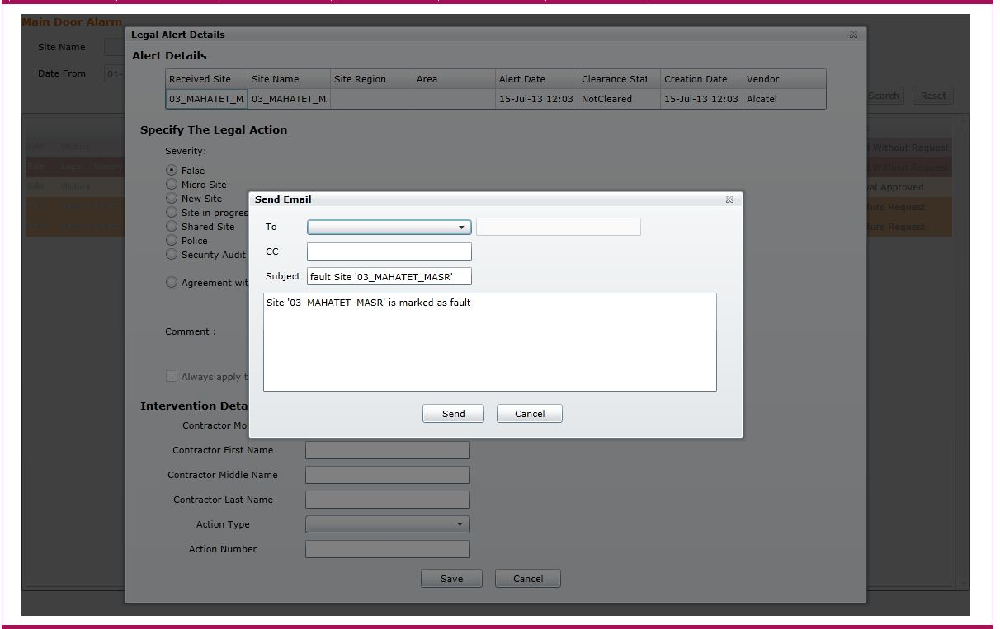 Main Door Alarm
Legal Alert Details
Site Name
Alert Details
Date From
01-
Received Site Site Name Site Region Area Alert Date Clearance Stat Creation Date Vendor
03_MAHATET_M 03_MAHATET_M. 15-Jul-13 12:03 NotCleared 15-Jul-13 12:03 Alcatel
Search Reset
Specify The Legal Action
Severity:
Edit History
Without Request
Edit Legal History
Without Request
Edit History
val Approved
ture Request
ture Request
False
Micro Site
New Site
Site in progres
Shared Site
Police
Security Audit
Agreement wit
Comment :
Always apply t
Send Email
To
CC
Subject fault Site '03_MAHATET_MASR'
Site '03_MAHATET_MASR' is marked as fault
Send Cancel
Intervention Deta
Contractor Mol
Contractor First Name
Contractor Middle Name
Contractor Last Name
Action Type
Action Number
Save Cancel